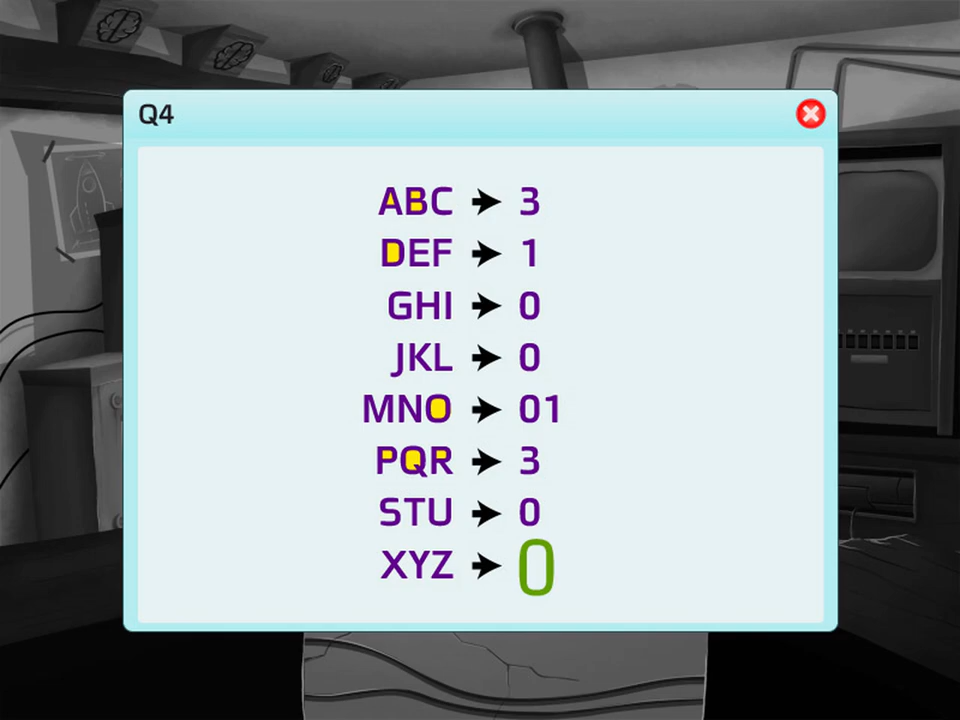 Q4
ABC → 3
DEF → 1
GHI → 0
JKL → 0
MNO → 01
PQR → 3
STU → 0
XYZ → 0